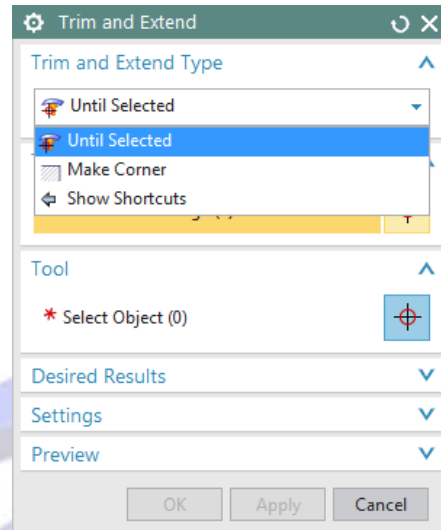 Trim and Extend
Trim and Extend Type
Until Selected
Until Selected
Make Corner
Show Shortcuts
Tool
* Select Object (0)
Desired Results
Settings
Preview
OK Apply Cancel